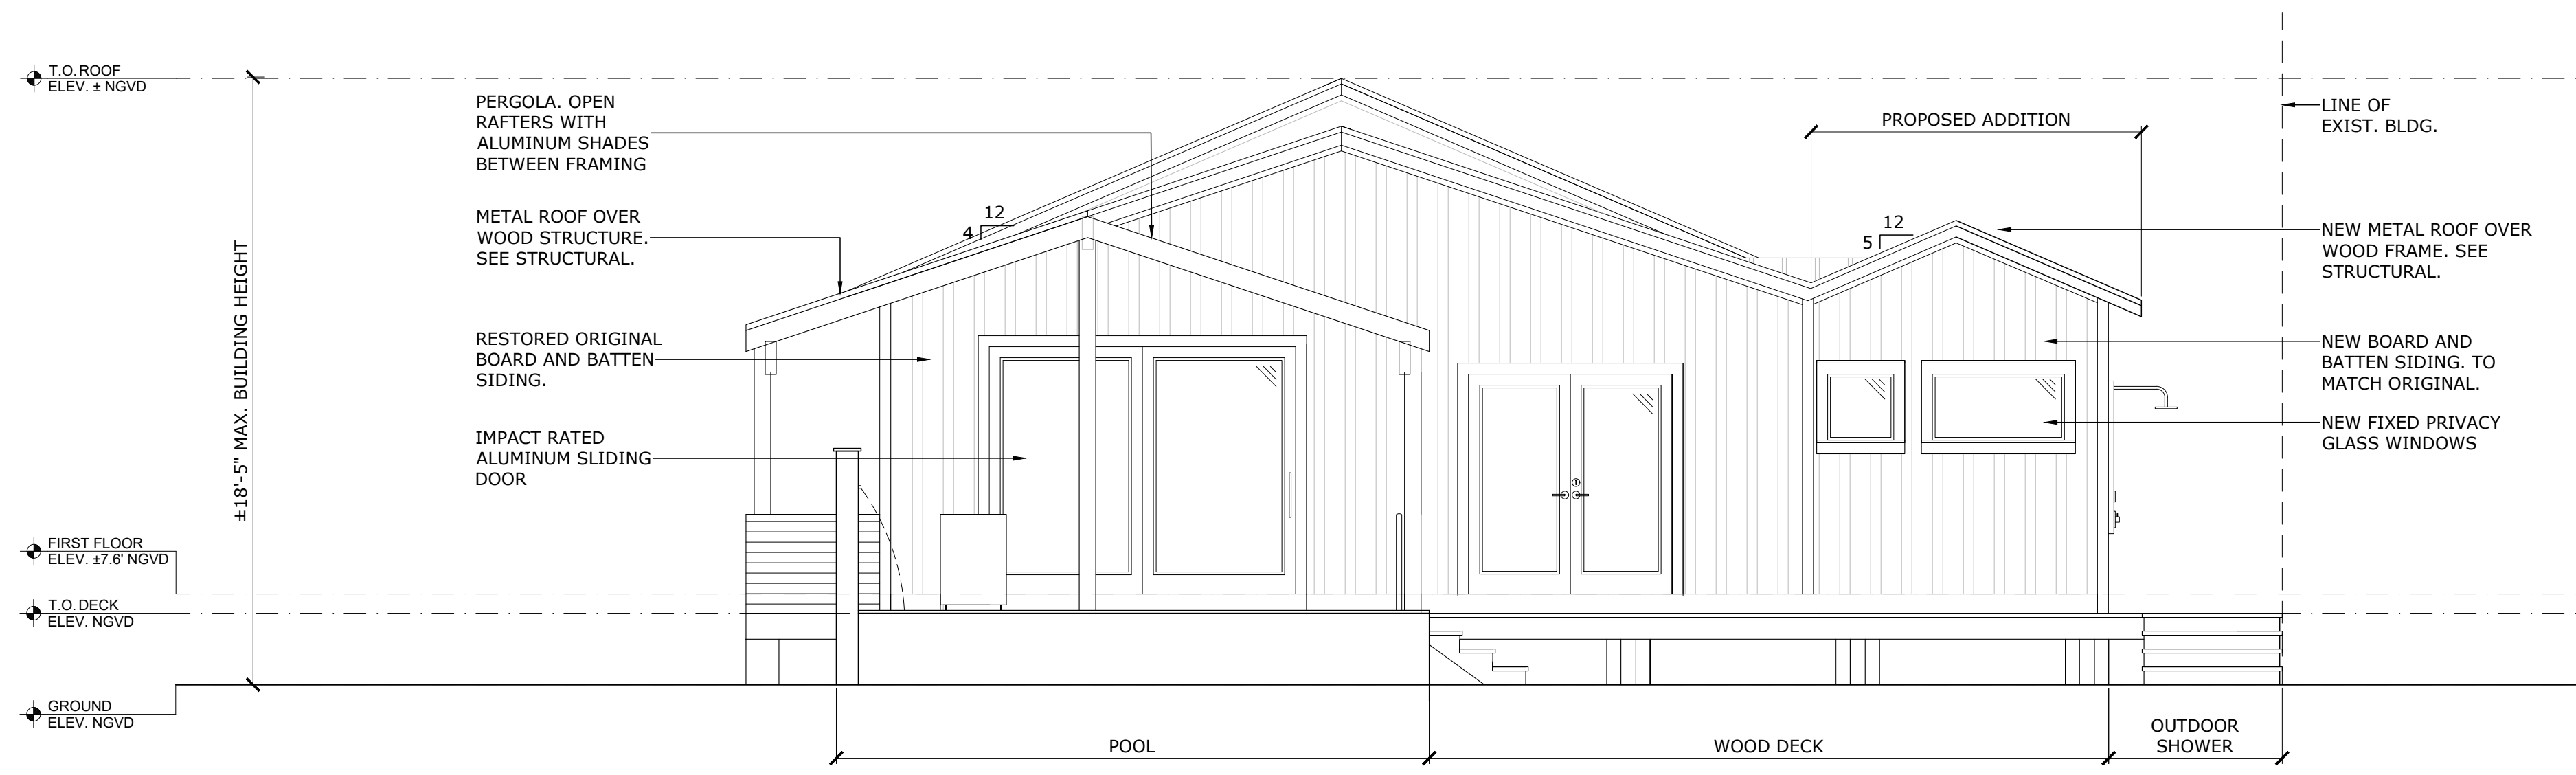 T.O. ROOF
ELEV. ± NGVD
PERGOLA. OPEN
RAFTERS WITH
ALUMINUM SHADES
BETWEEN FRAMING
METAL ROOF OVER
WOOD STRUCTURE.
SEE STRUCTURAL.
RESTORED ORIGINAL
BOARD AND BATTEN
SIDING.
IMPACT RATED
ALUMINUM SLIDING
DOOR
±18'-5" MAX. BUILDING HEIGHT
FIRST FLOOR
ELEV. ±7.6' NGVD
T.O. DECK
ELEV. NGVD
GROUND
ELEV. NGVD
12
4
PROPOSED ADDITION
12
5
LINE OF
EXIST. BLDG.
NEW METAL ROOF OVER
WOOD FRAME. SEE
STRUCTURAL.
NEW BOARD AND
BATTEN SIDING. TO
MATCH ORIGINAL.
NEW FIXED PRIVACY
GLASS WINDOWS
POOL
WOOD DECK
OUTDOOR
SHOWER